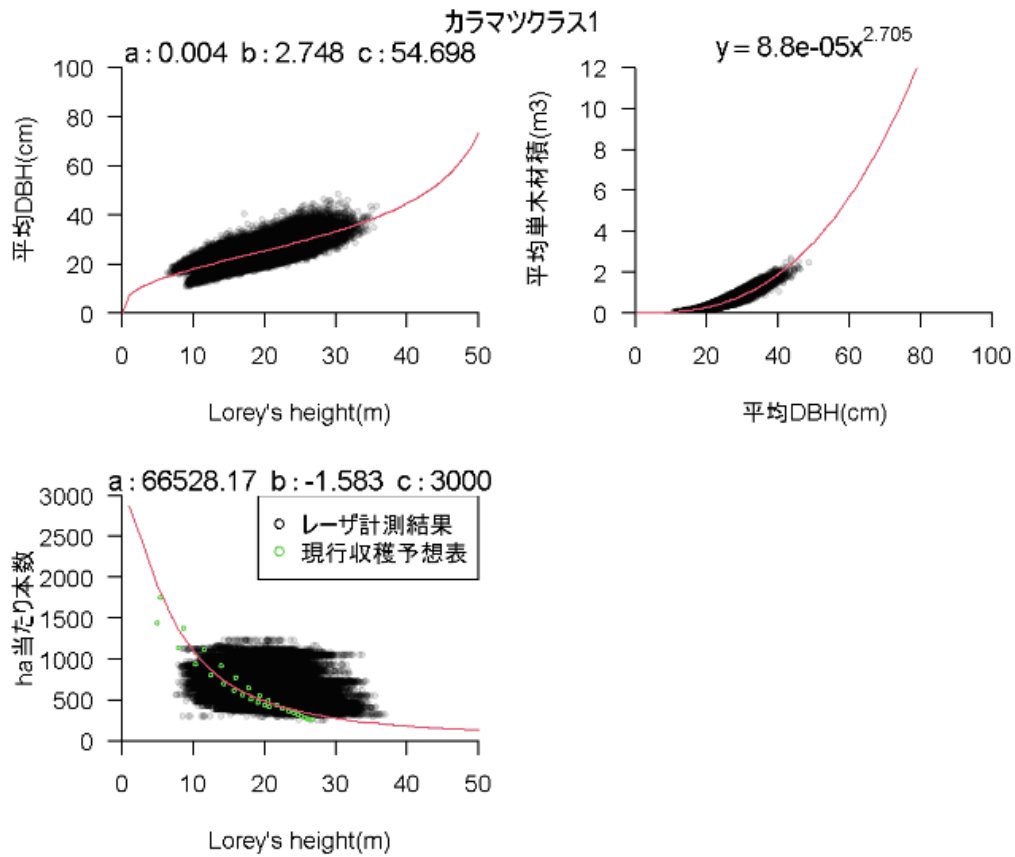 カラマツクラス1
a : 0.004 b : 2.748 c : 54.698
100
80
60
40
20
0
平均DBH(cm)
0 10 20 30 40 50
Lorey's height(m)
y = 8.8e-05x^2.705
12
10
8
6
4
2
0
平均単木材積(m3)
0 20 40 60 80 100
平均DBH(cm)
a : 66528.17 b : -1.583 c : 3000
3000
2500
2000
1500
1000
500
0
ha当たり本数
レーザ計測結果
現行収穫予想表
0 10 20 30 40 50
Lorey's height(m)